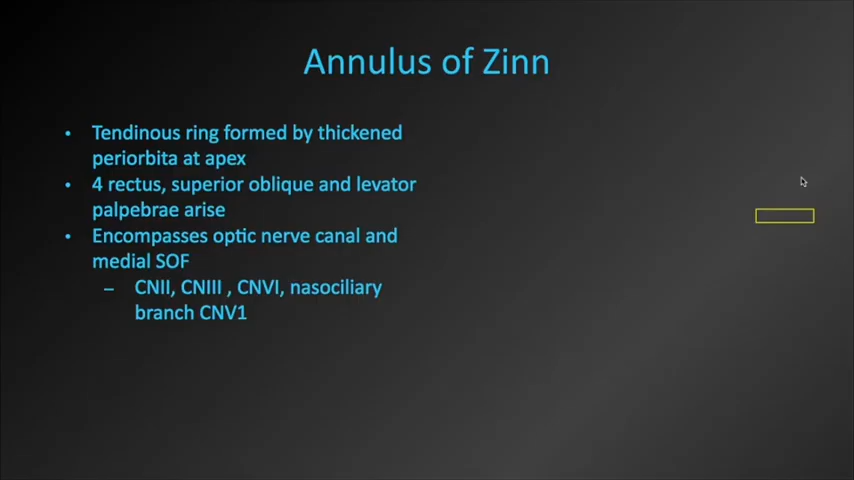 Annulus of Zinn
• Tendinous ring formed by thickened
periorbita at apex
• 4 rectus, superior oblique and levator
palpebrae arise
• Encompasses optic nerve canal and
medial SOF
– CNII, CNIII , CNVI, nasociliary
branch CNV1